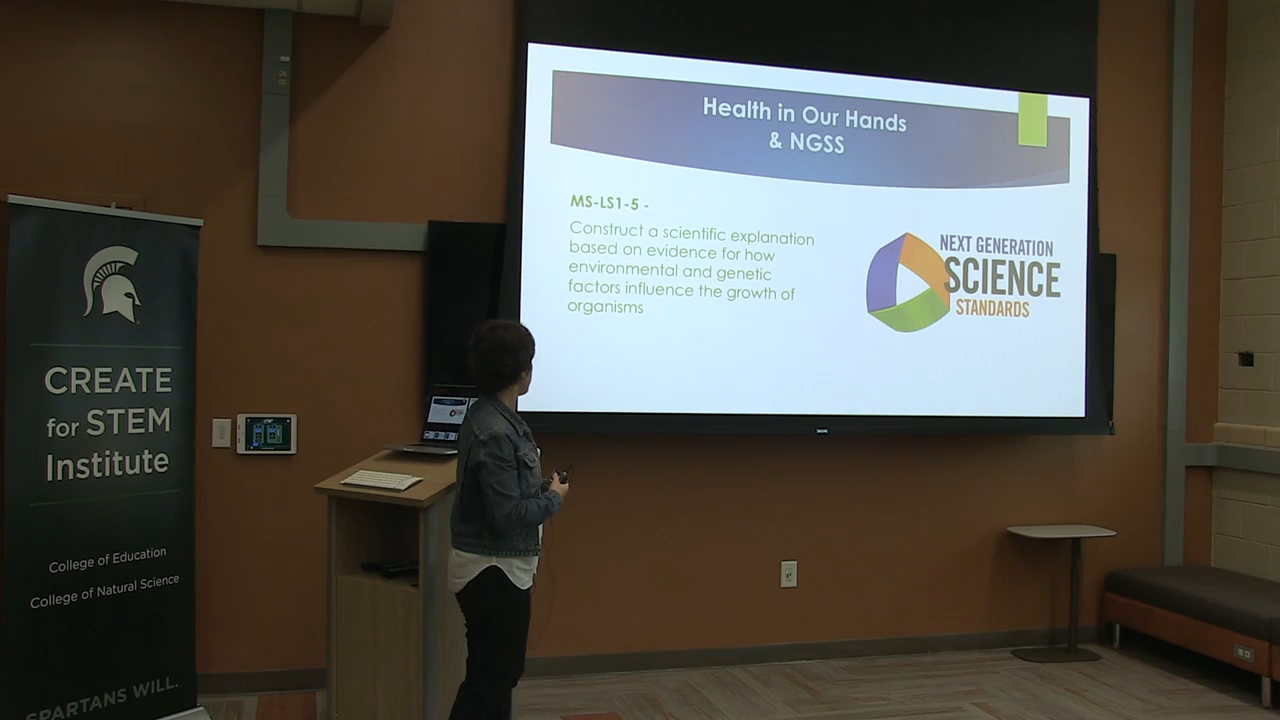 Health in Our Hands
& NGSS
MS-LS1-5 -
Construct a scientific explanation
based on evidence for how
environmental and genetic
factors influence the growth of
organisms
NEXT GENERATION
SCIENCE
STANDARDS
CREATE
for STEM
Institute
College of Education
College of Natural Science
SPARTANS WILL.